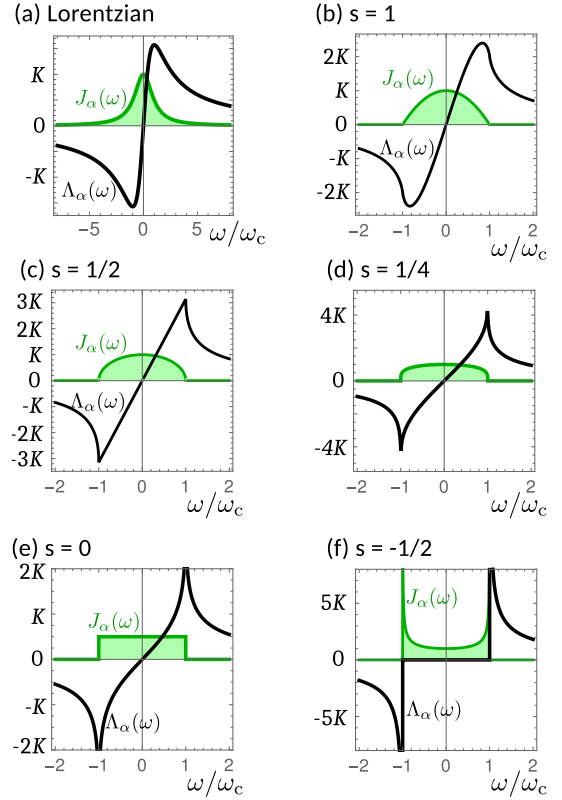 (a) Lorentzian
K
0
-K
J_α(ω)
Λ_α(ω)
−5 0 5
ω/ω_c
(b) s = 1
2K
K
0
-K
-2K
J_α(ω)
Λ_α(ω)
−2 −1 0 1 2
ω/ω_c
(c) s = 1/2
3K
2K
K
0
-K
-2K
-3K
J_α(ω)
Λ_α(ω)
−2 −1 0 1 2
ω/ω_c
(d) s = 1/4
4K
0
-4K
−2 −1 0 1 2
ω/ω_c
(e) s = 0
2K
K
0
-K
-2K
J_α(ω)
Λ_α(ω)
−2 −1 0 1 2
ω/ω_c
(f) s = -1/2
5K
0
-5K
J_α(ω)
Λ_α(ω)
−2 −1 0 1 2
ω/ω_c